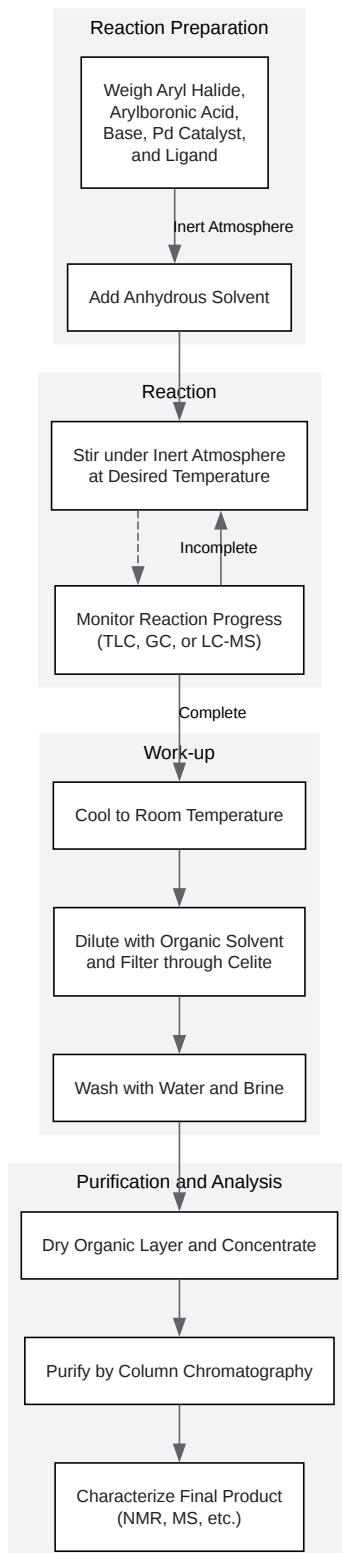 Reaction Preparation
Weigh Aryl Halide,
Arylboronic Acid,
Base, Pd Catalyst,
and Ligand
Inert Atmosphere
Add Anhydrous Solvent
Reaction
Stir under Inert Atmosphere
at Desired Temperature
Incomplete
Monitor Reaction Progress
(TLC, GC, or LC-MS)
Complete
Work-up
Cool to Room Temperature
Dilute with Organic Solvent
and Filter through Celite
Wash with Water and Brine
Purification and Analysis
Dry Organic Layer and Concentrate
Purify by Column Chromatography
Characterize Final Product
(NMR, MS, etc.)